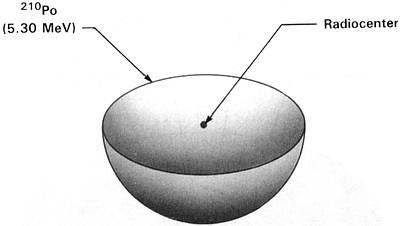 ²¹⁰Po
(5.30 MeV)
Radiocenter